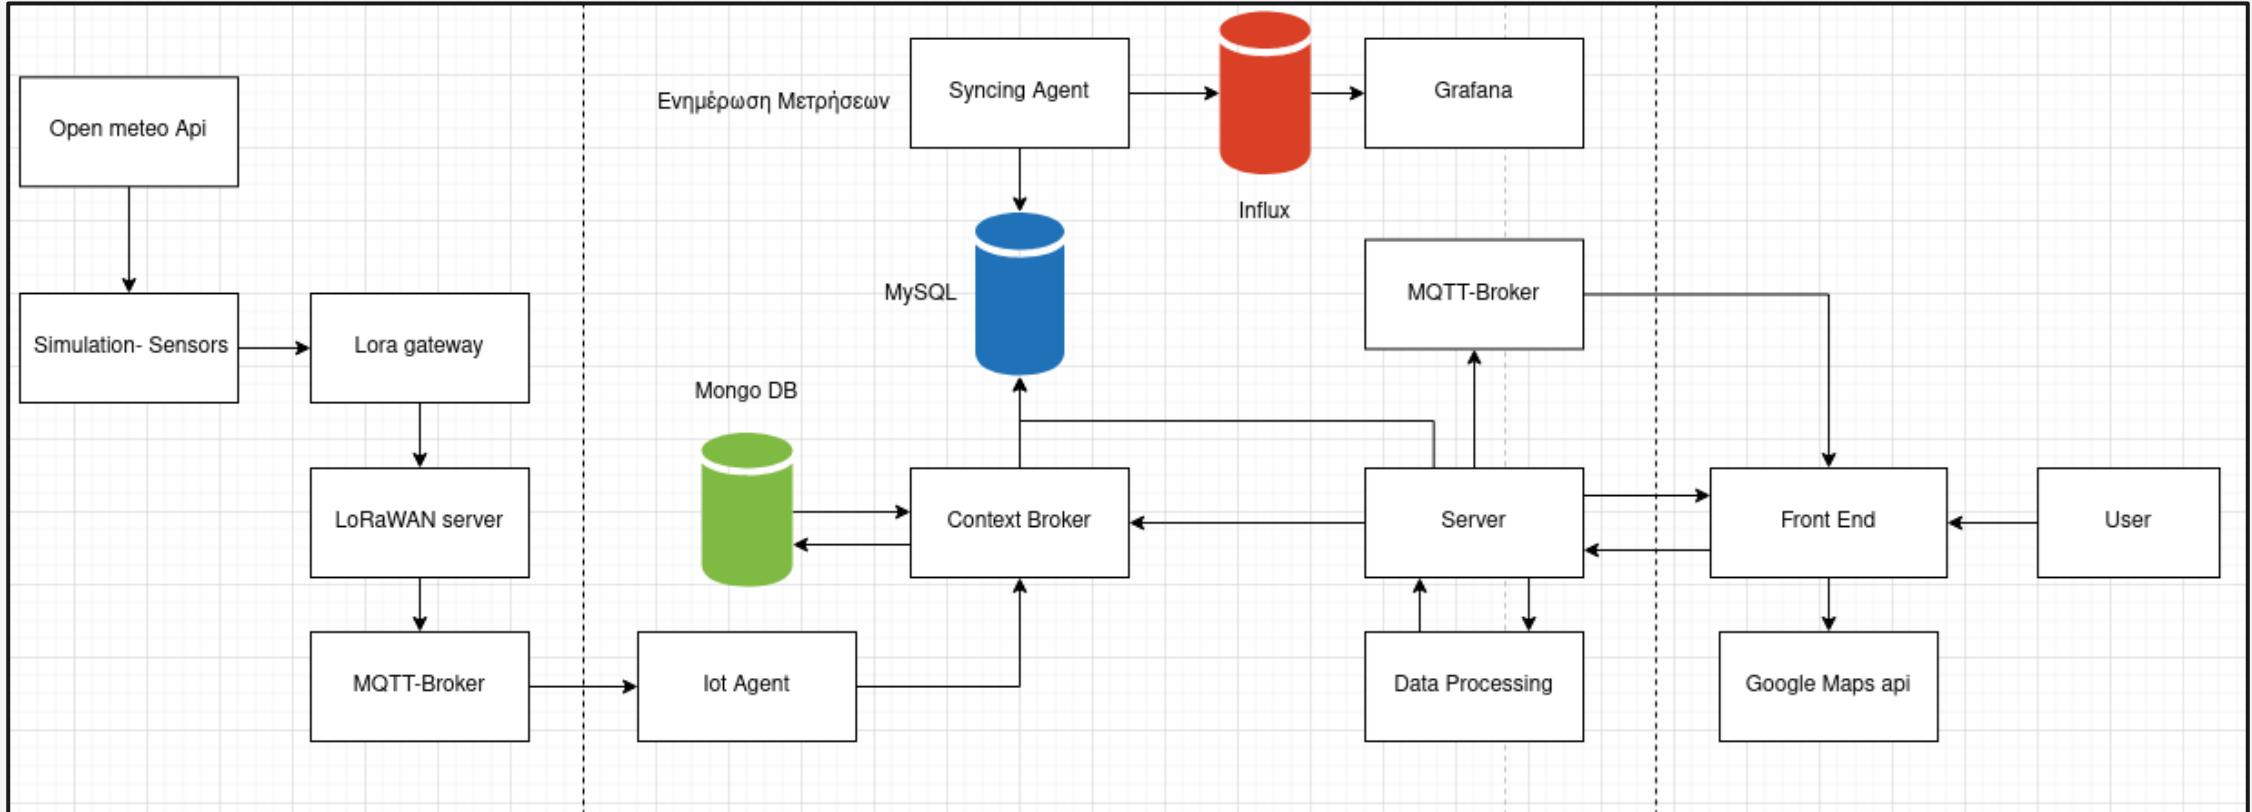 Open meteo Api
Simulation- Sensors
Lora gateway
LoRaWAN server
MQTT-Broker
Ενημέρωση Μετρήσεων
Syncing Agent
Influx
Grafana
MySQL
Mongo DB
Context Broker
Iot Agent
MQTT-Broker
Server
Data Processing
Front End
User
Google Maps api